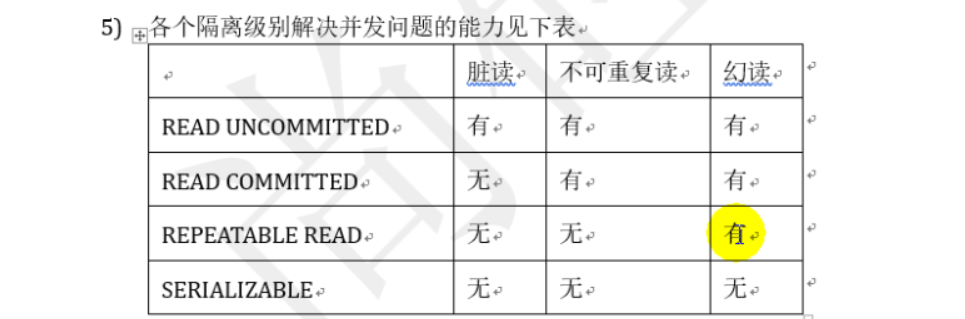 5) 各个隔离级别解决并发问题的能力见下表
脏读 不可重复读 幻读
READ UNCOMMITTED 有 有 有
READ COMMITTED 无 有 有
REPEATABLE READ 无 无 有
SERIALIZABLE 无 无 无